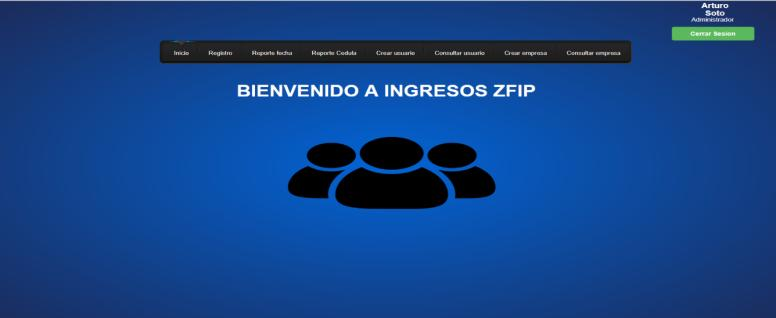 Arturo
Soto
Administrador
Cerrar Sesion
Inicio Registro Reporte fecha Reporte Cedula Crear usuario Consultar usuario Crear empresa Consultar empresa
BIENVENIDO A INGRESOS ZFIP